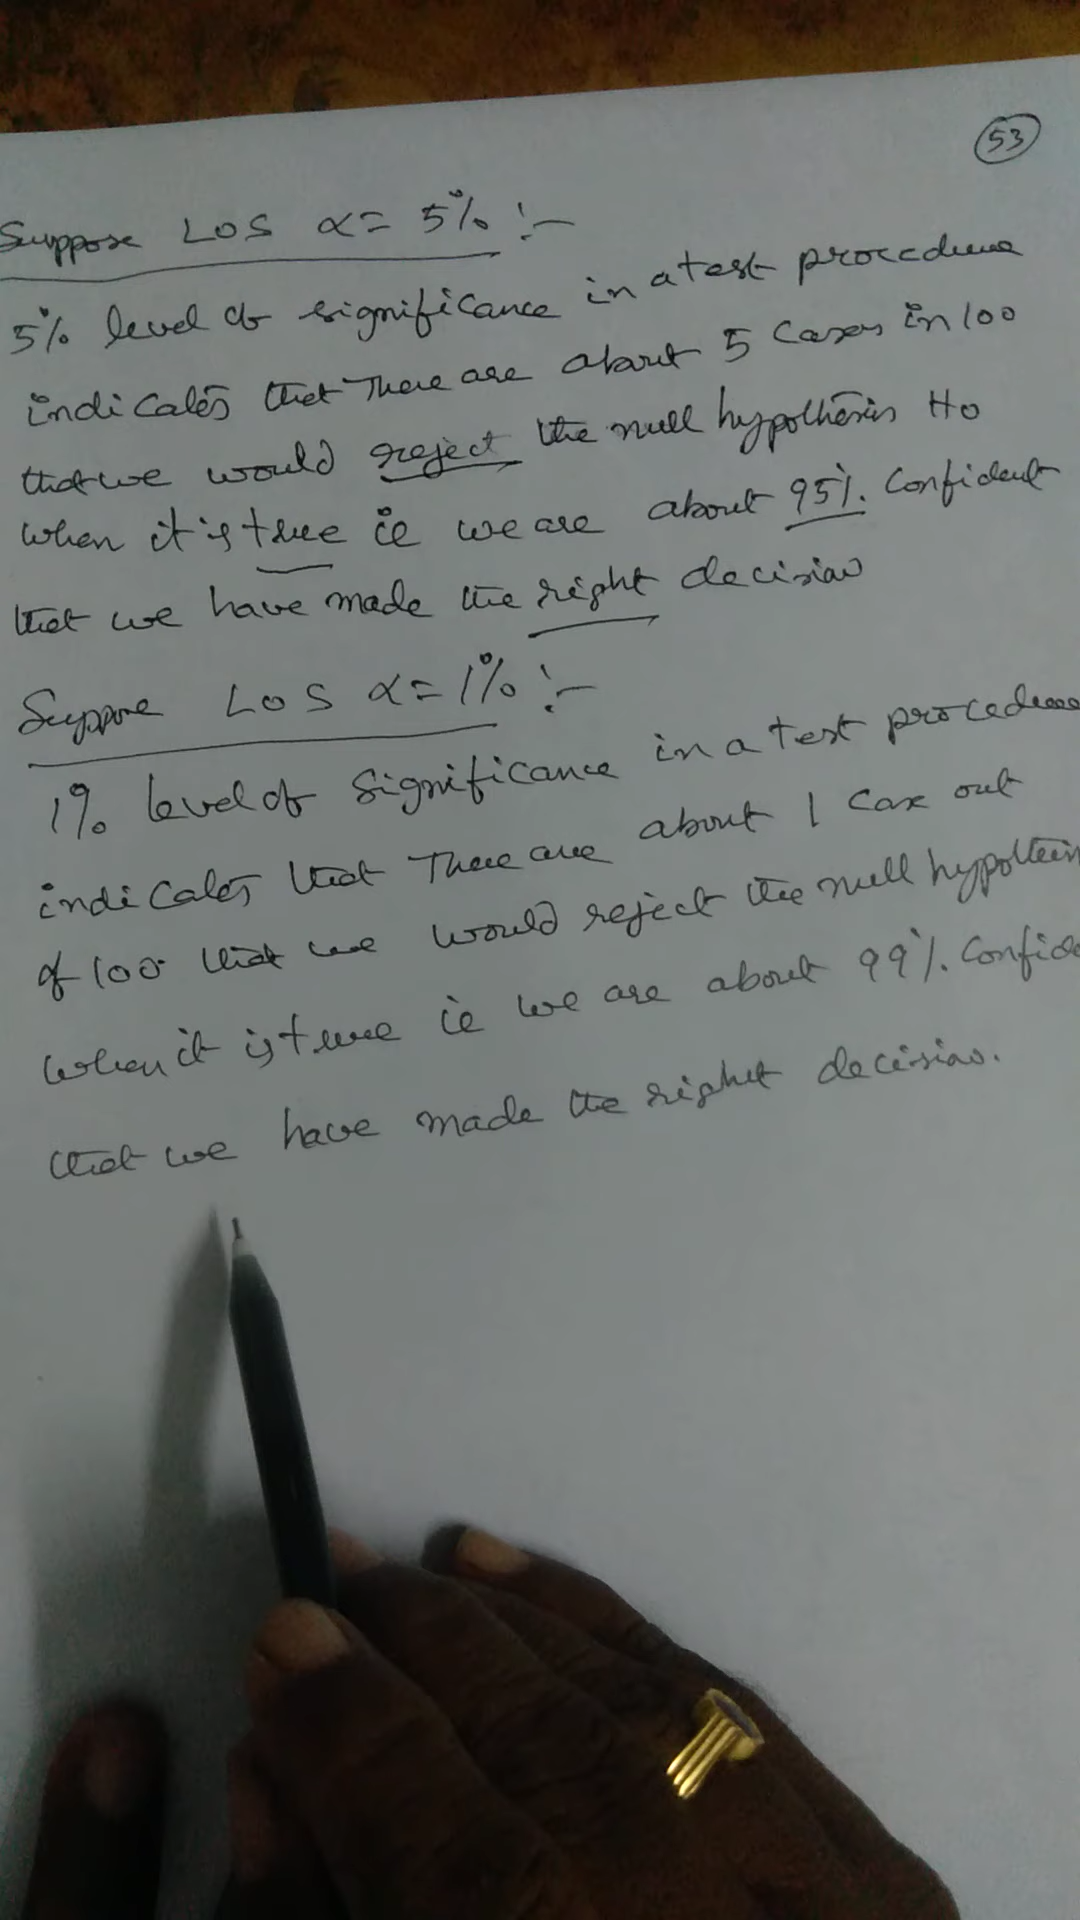 53
Suppose LOS α = 5% :-
5% level of significance in a test procedure
indicates that There are about 5 Cases in 100
that we would reject the null hypothesis Ho
when it is true ie we are about 95%. Confident
that we have made the right decision
Suppose LOS α = 1% :-
1% level of significance in a test procedure
indicates that There are about 1 Case out
of 100 that we would reject the null hypothesis
when it is true ie we are about 99%. Confide
that we have made the right decision.